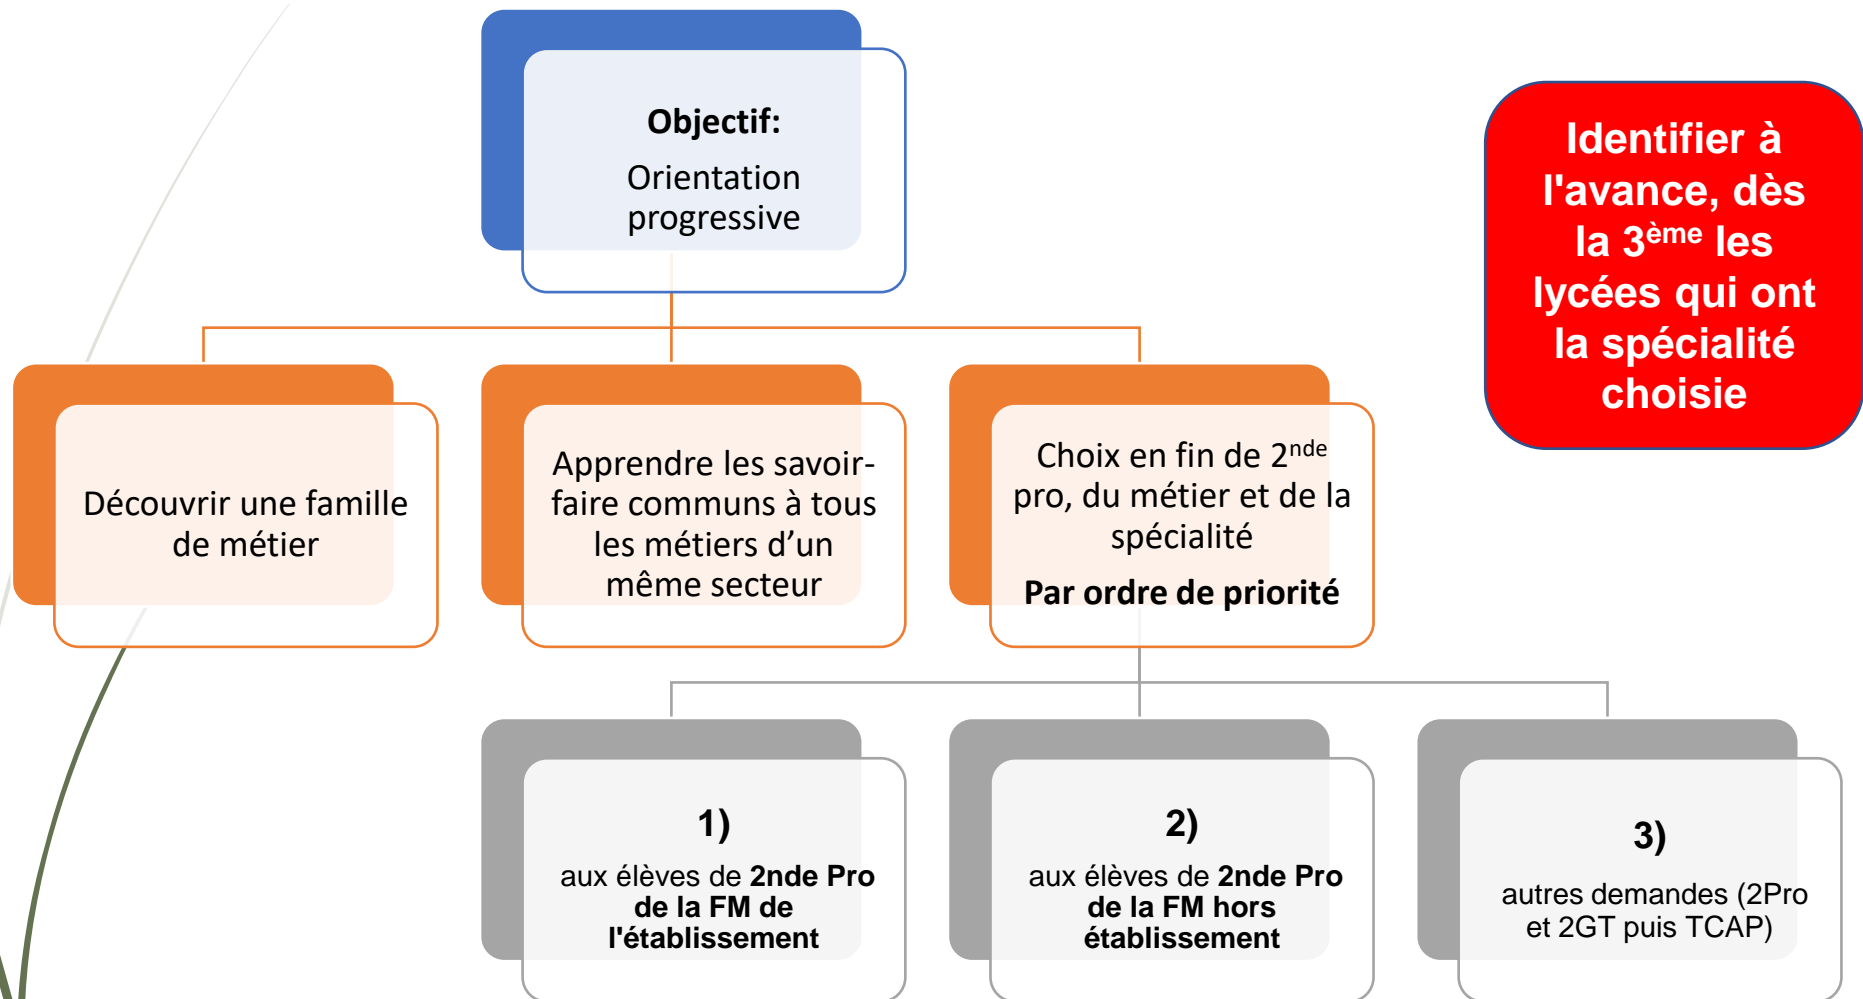 Objectif:
Orientation
progressive
Identifier à
l'avance, dès
la 3ème les
lycées qui ont
la spécialité
choisie
Découvrir une famille
de métier
Apprendre les savoir-
faire communs à tous
les métiers d’un
même secteur
Choix en fin de 2nde
pro, du métier et de la
spécialité
Par ordre de priorité
1)
aux élèves de 2nde Pro
de la FM de
l'établissement
2)
aux élèves de 2nde Pro
de la FM hors
établissement
3)
autres demandes (2Pro
et 2GT puis TCAP)